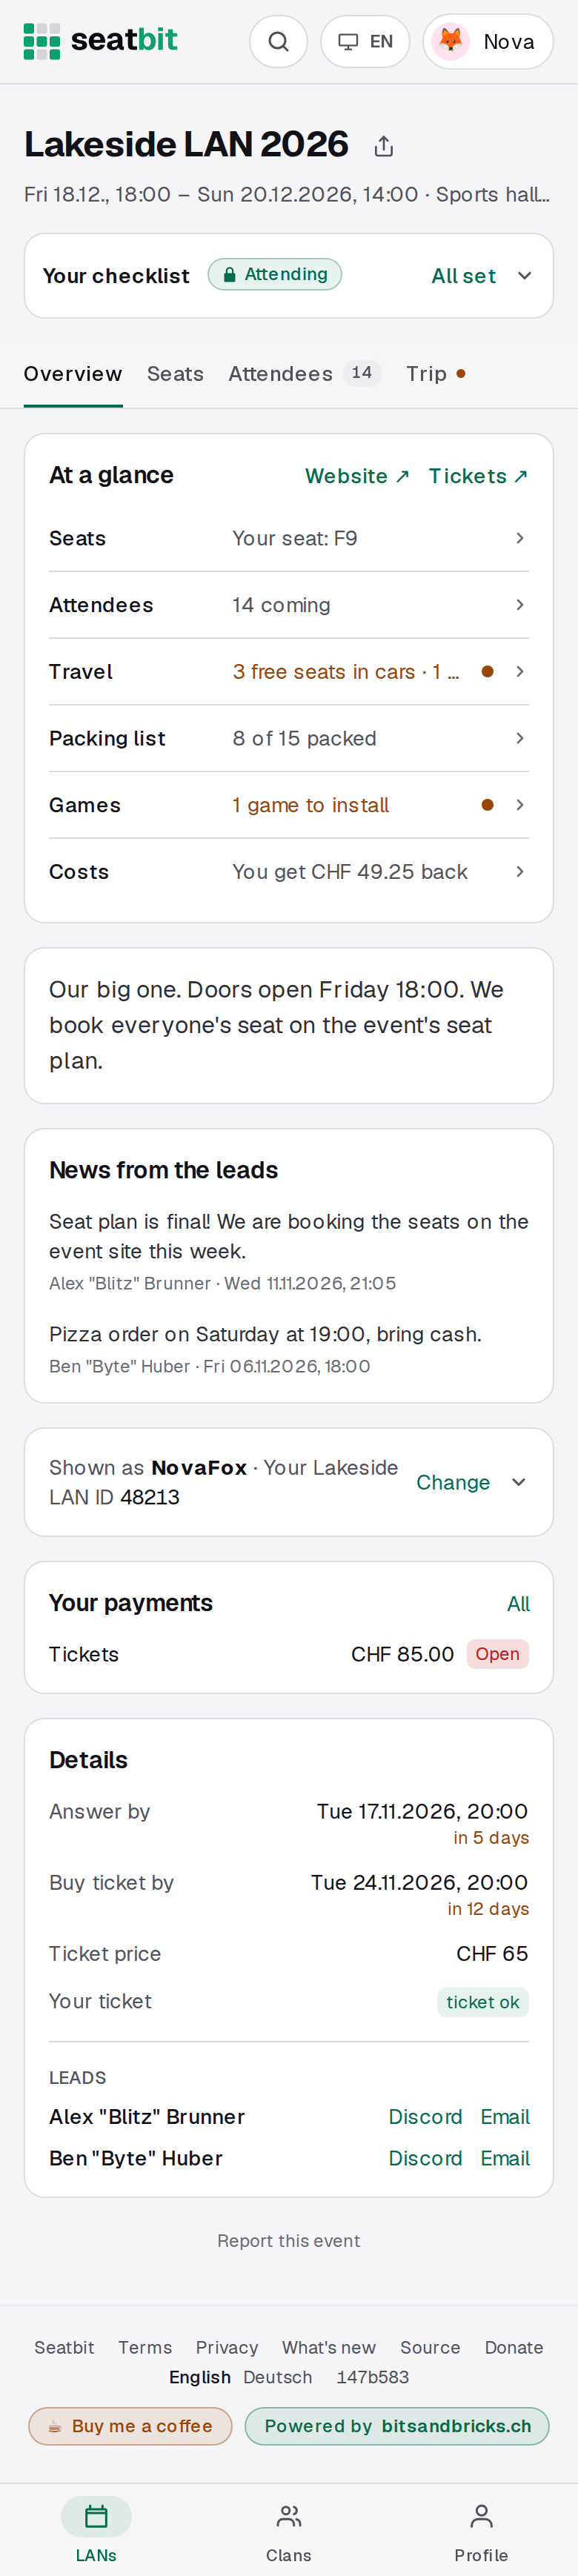 seatbit
EN
Nova
Lakeside LAN 2026
Fri 18.12., 18:00 – Sun 20.12.2026, 14:00 · Sports hall…
Your checklist
Attending
All set
Overview
Seats
Attendees 14
Trip
At a glance
Website ↗
Tickets ↗
Seats
Your seat: F9
Attendees
14 coming
Travel
3 free seats in cars · 1 …
Packing list
8 of 15 packed
Games
1 game to install
Costs
You get CHF 49.25 back
Our big one. Doors open Friday 18:00. We
book everyone's seat on the event's seat
plan.
News from the leads
Seat plan is final! We are booking the seats on the
event site this week.
Alex "Blitz" Brunner · Wed 11.11.2026, 21:05
Pizza order on Saturday at 19:00, bring cash.
Ben "Byte" Huber · Fri 06.11.2026, 18:00
Shown as NovaFox · Your Lakeside
LAN ID 48213
Change
Your payments
All
Tickets
CHF 85.00
Open
Details
Answer by
Tue 17.11.2026, 20:00
in 5 days
Buy ticket by
Tue 24.11.2026, 20:00
in 12 days
Ticket price
CHF 65
Your ticket
ticket ok
LEADS
Alex "Blitz" Brunner
Discord
Email
Ben "Byte" Huber
Discord
Email
Report this event
Seatbit
Terms
Privacy
What's new
Source
Donate
English
Deutsch
147b583
Buy me a coffee
Powered by bitsandbricks.ch
LANs
Clans
Profile